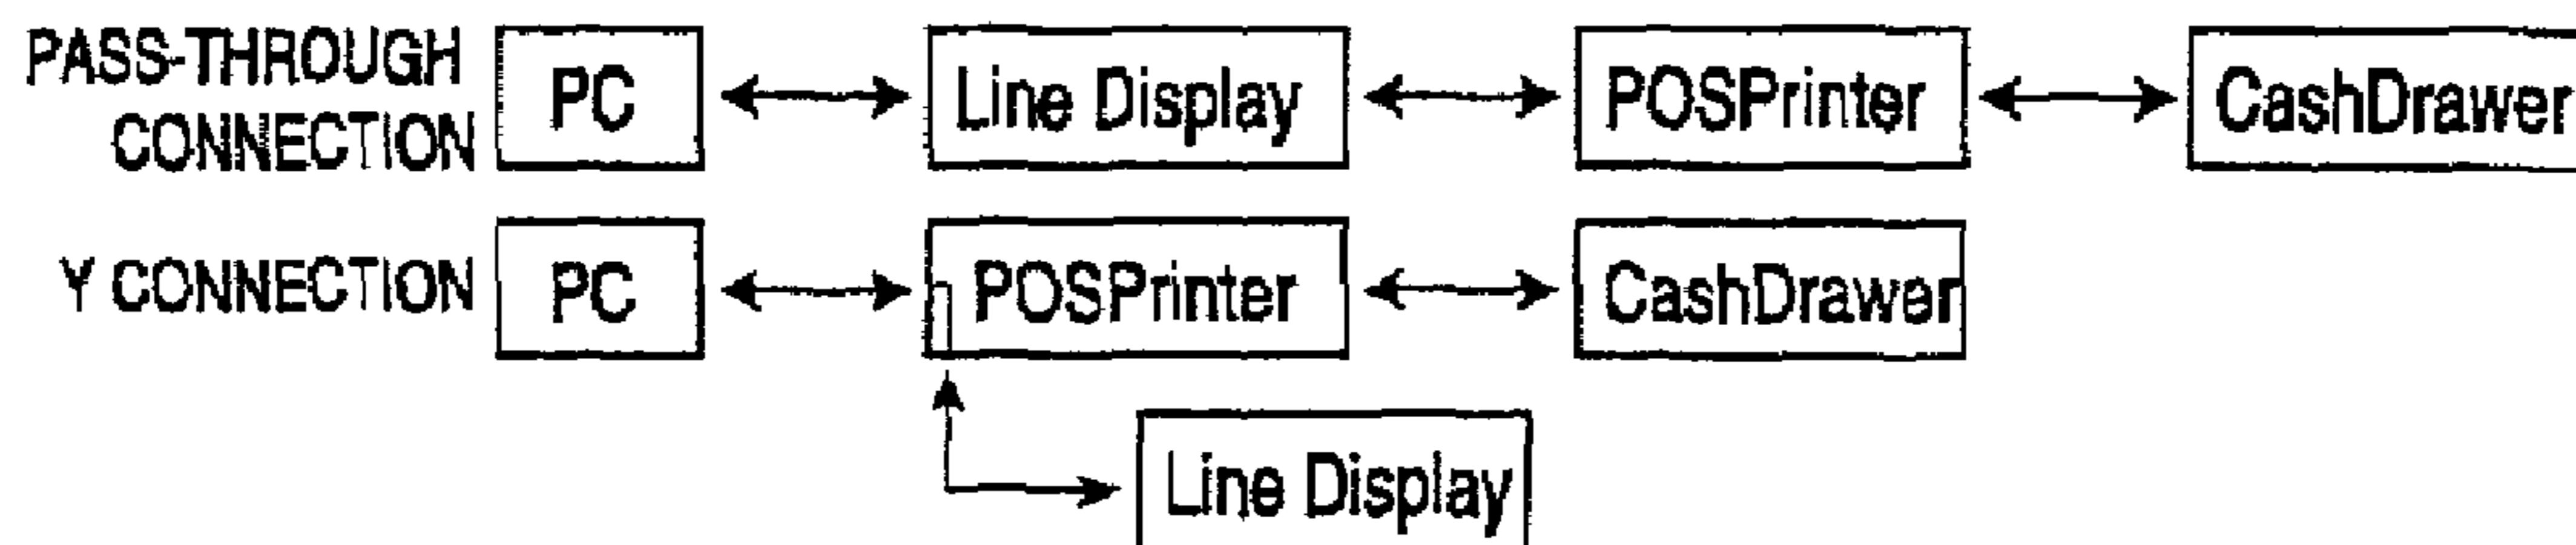 PASS-THROUGH
CONNECTION
PC
Line Display
POSPrinter
CashDrawer
Y CONNECTION
PC
POSPrinter
CashDrawer
Line Display